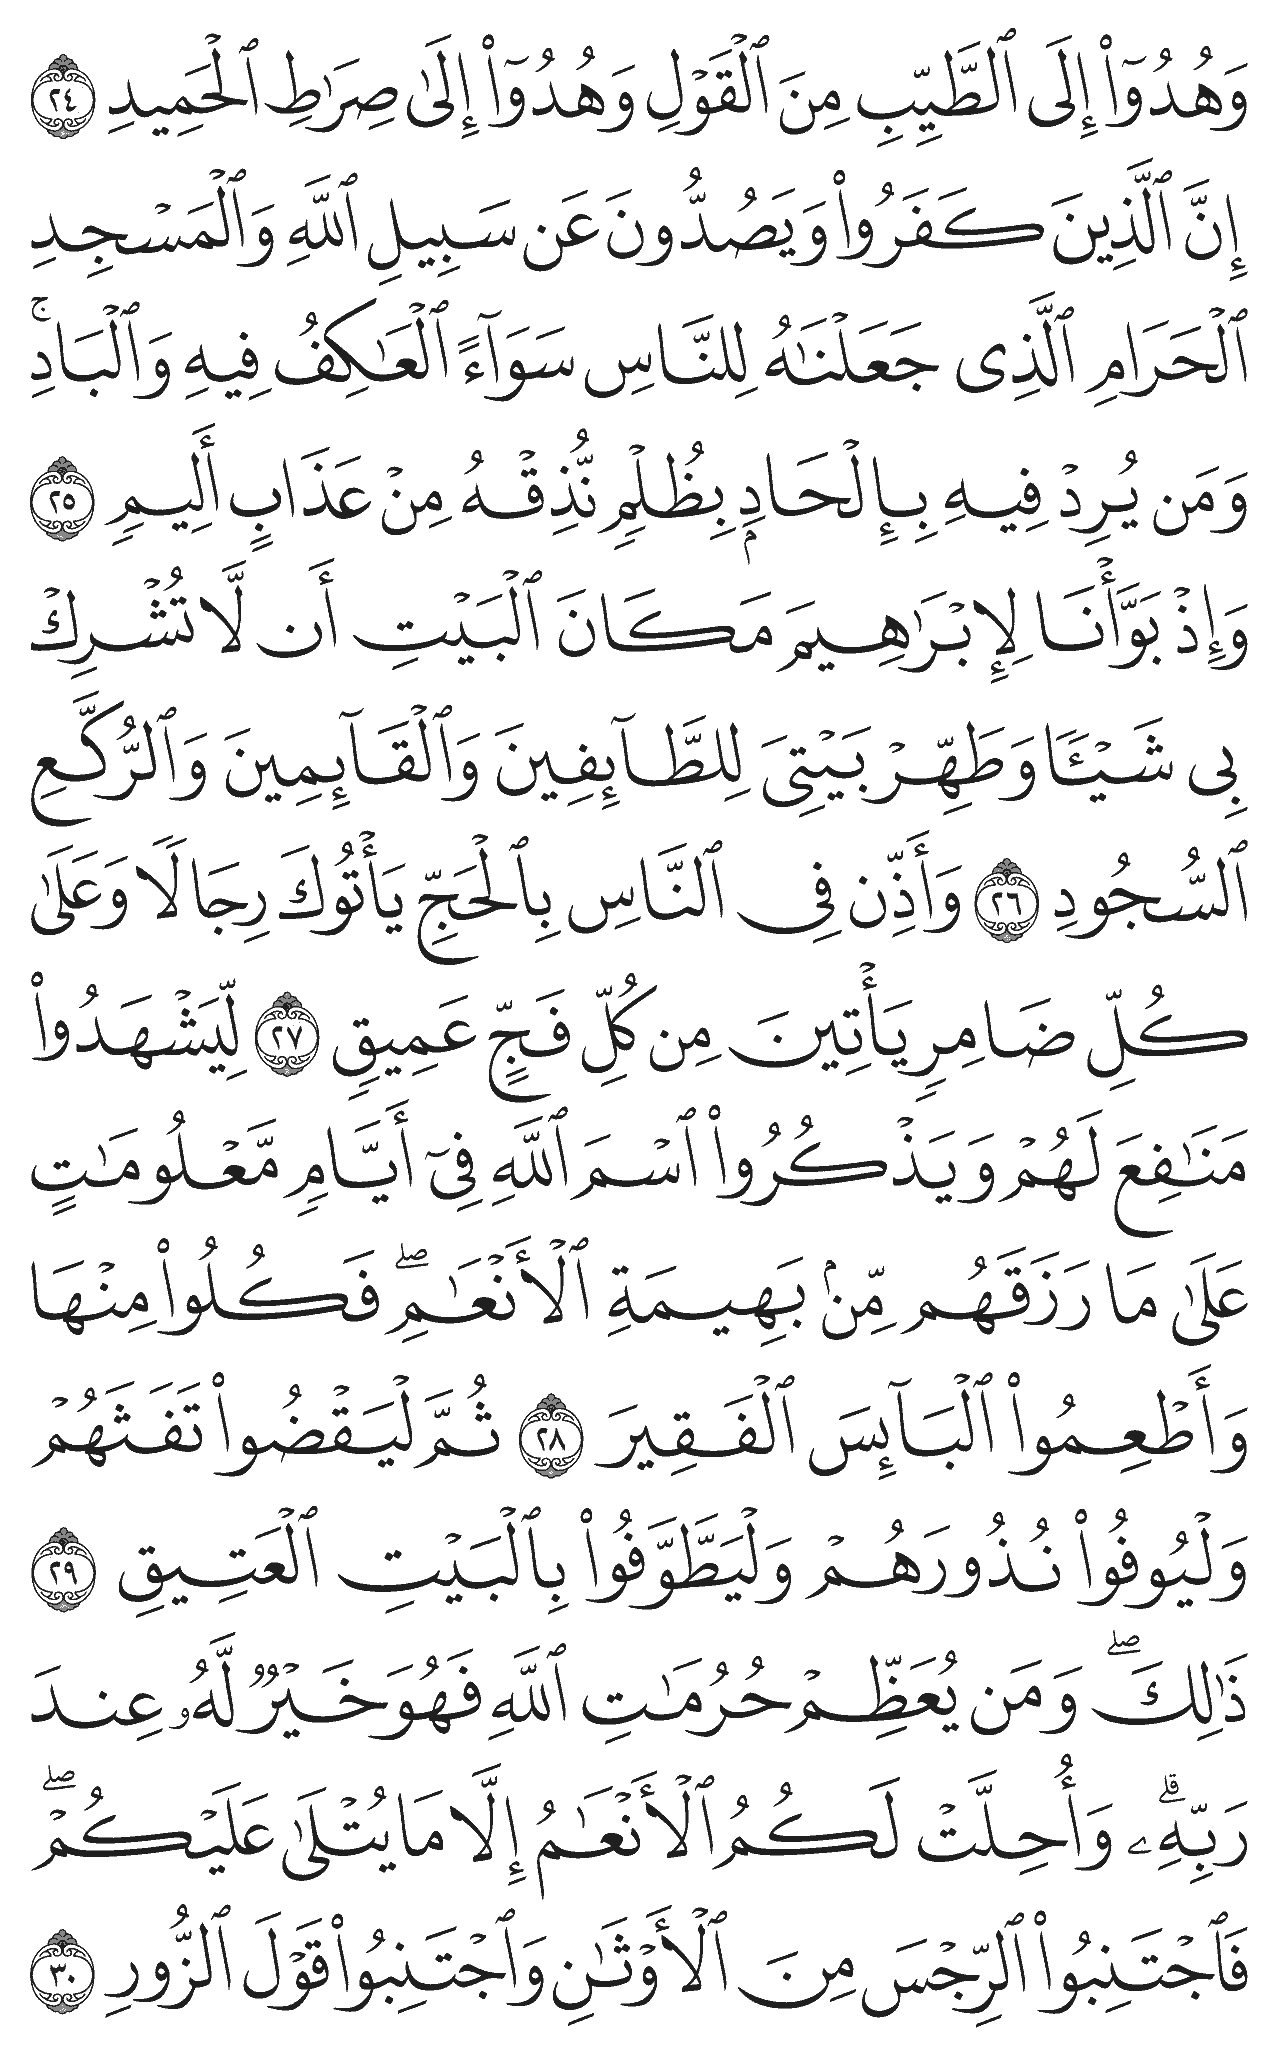 وَهُدُوٓا۟ إِلَى ٱلطَّيِّبِ مِنَ ٱلْقَوْلِ وَهُدُوٓا۟ إِلَىٰ صِرَٰطِ ٱلْحَمِيدِ ٢٤
إِنَّ ٱلَّذِينَ كَفَرُوا۟ وَيَصُدُّونَ عَن سَبِيلِ ٱللَّهِ وَٱلْمَسْجِدِ
ٱلْحَرَامِ ٱلَّذِى جَعَلْنَٰهُ لِلنَّاسِ سَوَآءً ٱلْعَٰكِفُ فِيهِ وَٱلْبَادِ ۚ
وَمَن يُرِدْ فِيهِ بِإِلْحَادٍۭ بِظُلْمٍ نُّذِقْهُ مِنْ عَذَابٍ أَلِيمٍ ٢٥
وَإِذْ بَوَّأْنَا لِإِبْرَٰهِيمَ مَكَانَ ٱلْبَيْتِ أَن لَّا تُشْرِكْ
بِى شَيْـًٔا وَطَهِّرْ بَيْتِىَ لِلطَّآئِفِينَ وَٱلْقَآئِمِينَ وَٱلرُّكَّعِ
ٱلسُّجُودِ ٢٦ وَأَذِّن فِى ٱلنَّاسِ بِٱلْحَجِّ يَأْتُوكَ رِجَالًا وَعَلَىٰ
كُلِّ ضَامِرٍ يَأْتِينَ مِن كُلِّ فَجٍّ عَمِيقٍ ٢٧ لِّيَشْهَدُوا۟
مَنَٰفِعَ لَهُمْ وَيَذْكُرُوا۟ ٱسْمَ ٱللَّهِ فِىٓ أَيَّامٍ مَّعْلُومَٰتٍ
عَلَىٰ مَا رَزَقَهُم مِّنۢ بَهِيمَةِ ٱلْأَنْعَٰمِ ۖ فَكُلُوا۟ مِنْهَا
وَأَطْعِمُوا۟ ٱلْبَآئِسَ ٱلْفَقِيرَ ٢٨ ثُمَّ لْيَقْضُوا۟ تَفَثَهُمْ
وَلْيُوفُوا۟ نُذُورَهُمْ وَلْيَطَّوَّفُوا۟ بِٱلْبَيْتِ ٱلْعَتِيقِ ٢٩
ذَٰلِكَ ۖ وَمَن يُعَظِّمْ حُرُمَٰتِ ٱللَّهِ فَهُوَ خَيْرٌ لَّهُۥ عِندَ
رَبِّهِۦ ۗ وَأُحِلَّتْ لَكُمُ ٱلْأَنْعَٰمُ إِلَّا مَا يُتْلَىٰ عَلَيْكُمْ ۖ
فَٱجْتَنِبُوا۟ ٱلرِّجْسَ مِنَ ٱلْأَوْثَٰنِ وَٱجْتَنِبُوا۟ قَوْلَ ٱلزُّورِ ٣٠